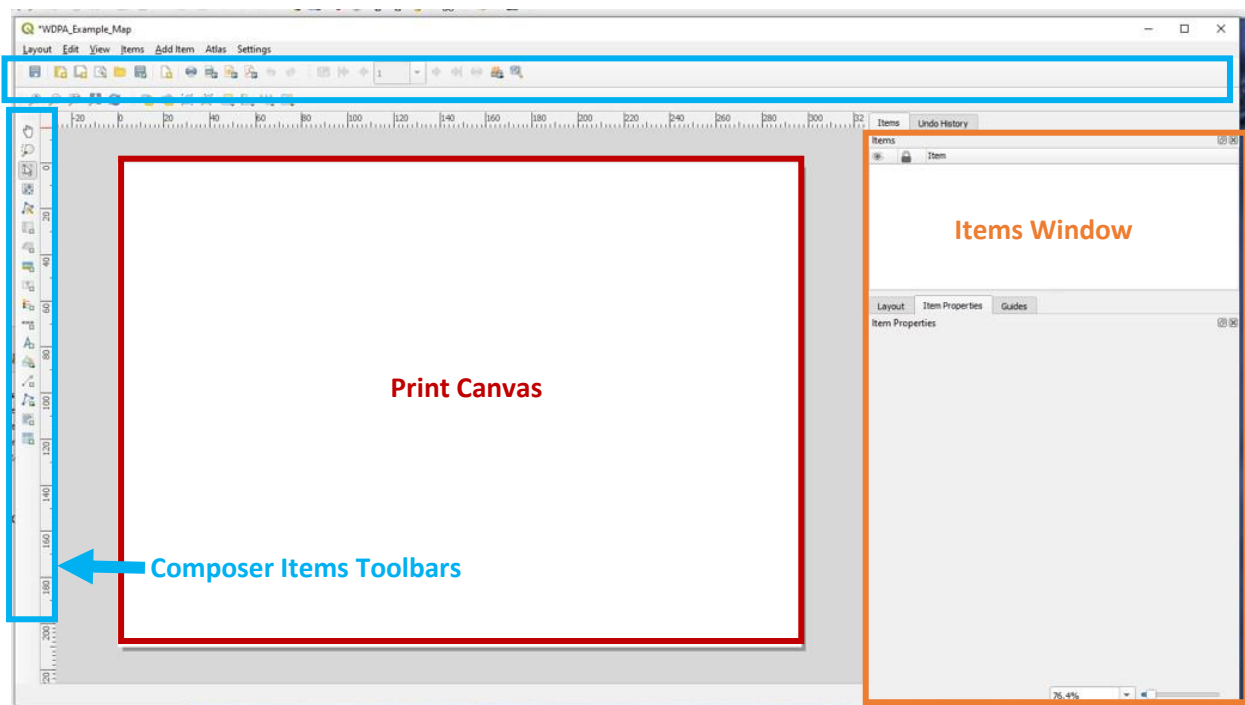 *WDPA_Example_Map
Layout Edit View Items Add Item Atlas Settings
1
-20 0 20 40 60 80 100 120 140 160 180 200 220 240 260 280 300 32
Items Undo History
Items
Item
Items Window
Layout Item Properties Guides
Item Properties
0
20
40
60
80
100
120
140
160
180
200
Print Canvas
Composer Items Toolbars
76.4%